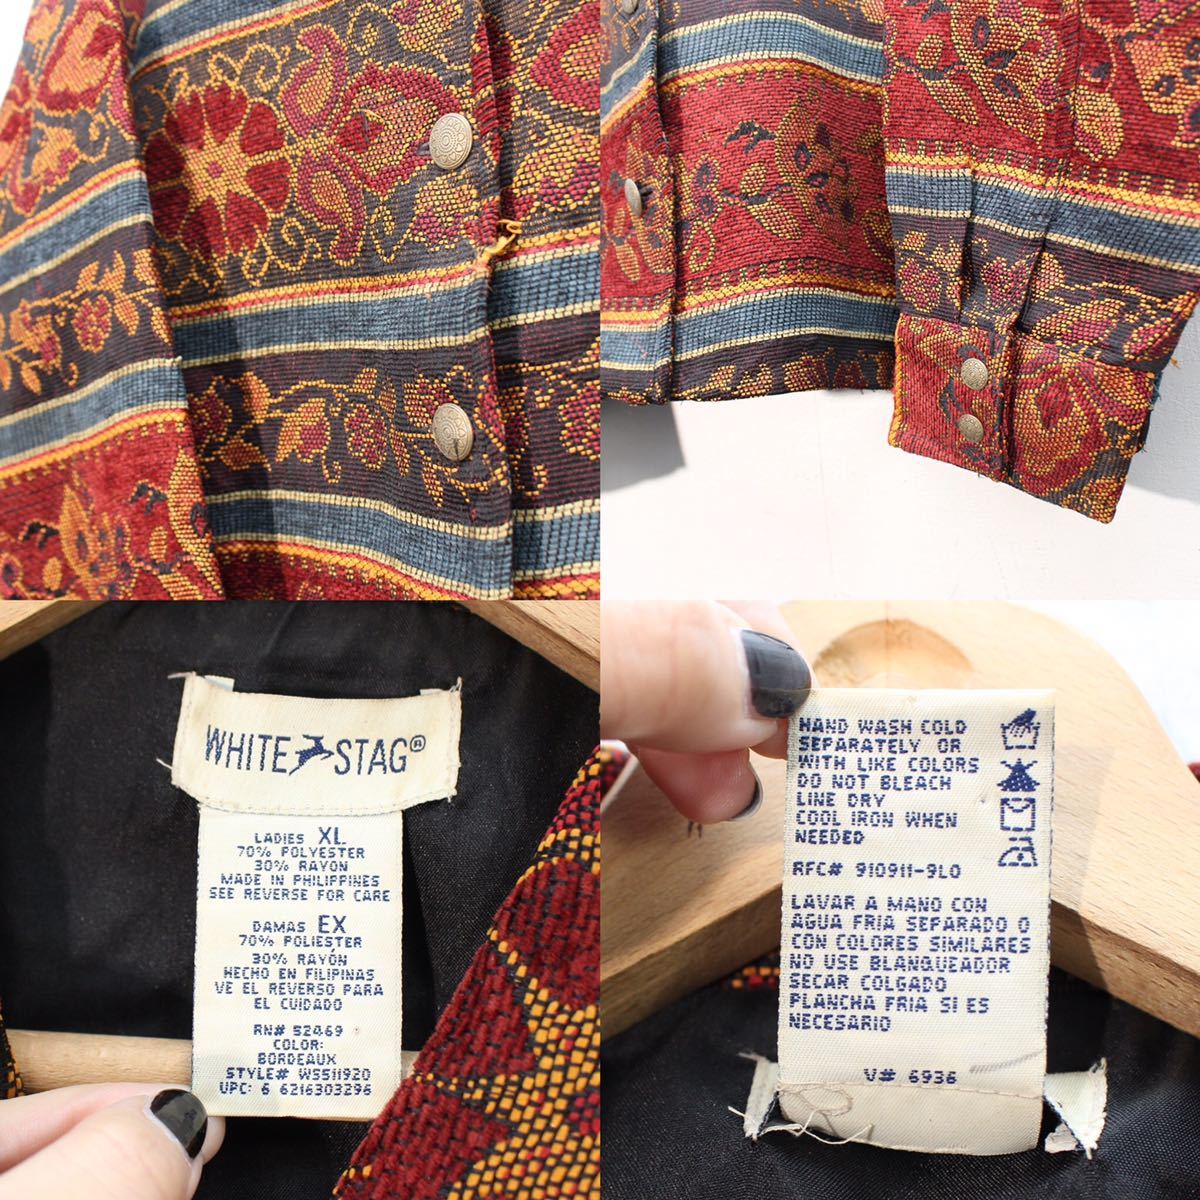 WHITE STAG®
LADIES XL
70% POLYESTER
30% RAYON
MADE IN PHILIPPINES
SEE REVERSE FOR CARE
DAMAS EX
70% POLIESTER
30% RAYÓN
HECHO EN FILIPINAS
VE EL REVERSO PARA
EL CUIDADO
RN# 52469
COLOR:
BORDEAUX
STYLE# WS511920
UPC: 6 6216303296
HAND WASH COLD
SEPARATELY OR
WITH LIKE COLORS
DO NOT BLEACH
LINE DRY
COOL IRON WHEN
NEEDED
RFC# 910911-9L0
LAVAR A MANO CON
AGUA FRIA SEPARADO O
CON COLORES SIMILARES
NO USE BLANQUEADOR
SECAR COLGADO
PLANCHA FRIA SI ES
NECESARIO
V# 6936